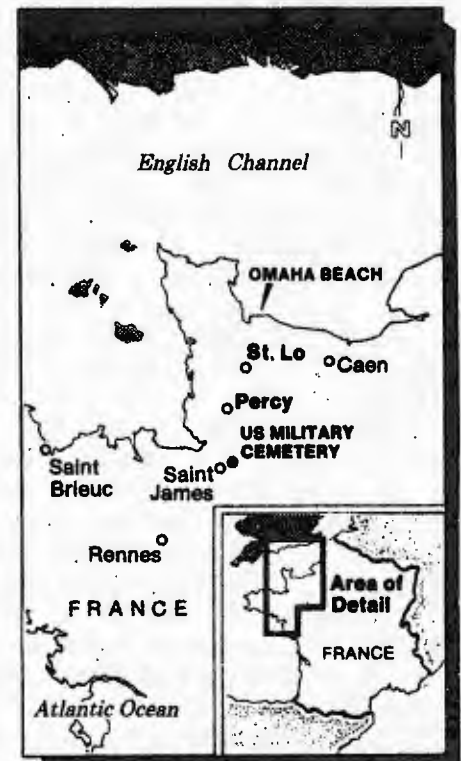 N
English Channel
OMAHA BEACH
St. Lo
Caen
Percy
US MILITARY
CEMETERY
Saint
James
Saint
Brieuc
Rennes
FRANCE
Atlantic Ocean
Area of
Detail
FRANCE